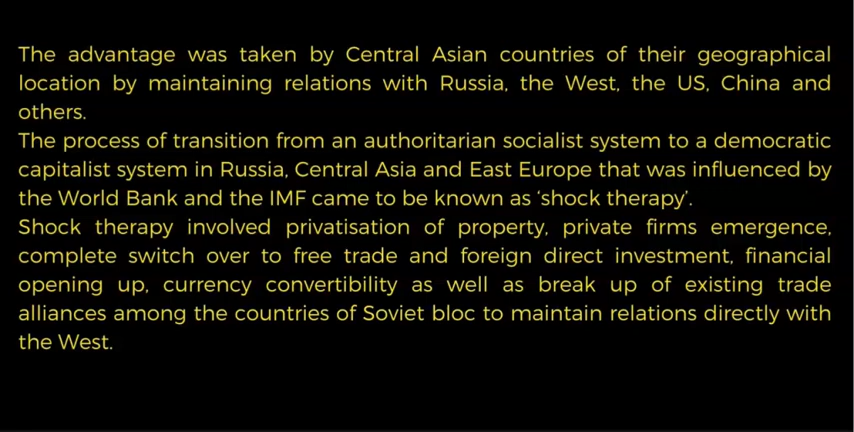 The advantage was taken by Central Asian countries of their geographical
location by maintaining relations with Russia, the West, the US, China and
others.
The process of transition from an authoritarian socialist system to a democratic
capitalist system in Russia, Central Asia and East Europe that was influenced by
the World Bank and the IMF came to be known as ‘shock therapy’.
Shock therapy involved privatisation of property, private firms emergence,
complete switch over to free trade and foreign direct investment, financial
opening up, currency convertibility as well as break up of existing trade
alliances among the countries of Soviet bloc to maintain relations directly with
the West.